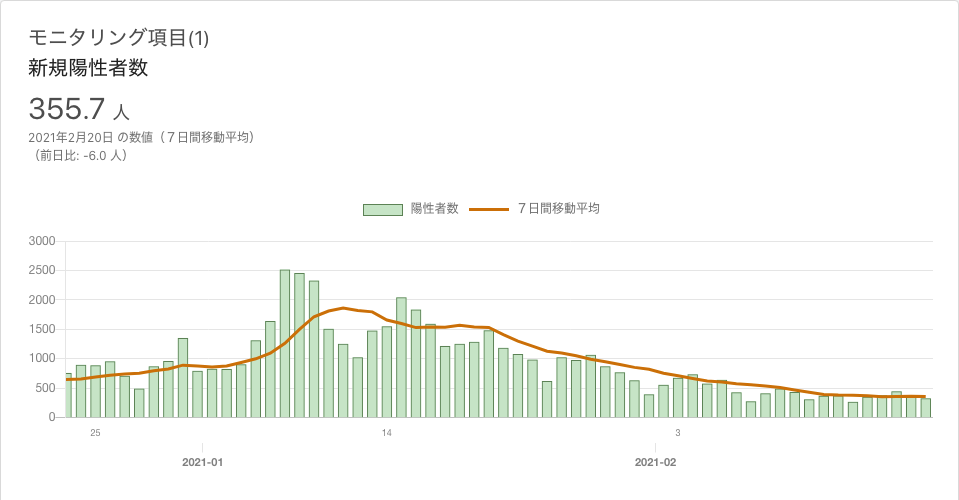 モニタリング項目(1)
新規陽性者数
355.7 人
2021年2月20日 の数値（７日間移動平均）
（前日比: -6.0 人）
陽性者数 ７日間移動平均
3000
2500
2000
1500
1000
500
0
25 14 3
2021-01 2021-02